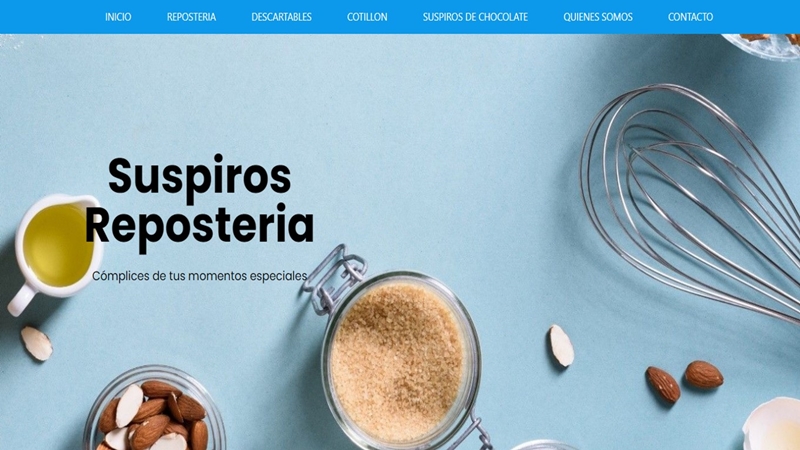 INICIO REPOSTERIA DESCARTABLES COTILLON SUSPIROS DE CHOCOLATE QUIENES SOMOS CONTACTO
Suspiros
Reposteria
Cómplices de tus momentos especiales